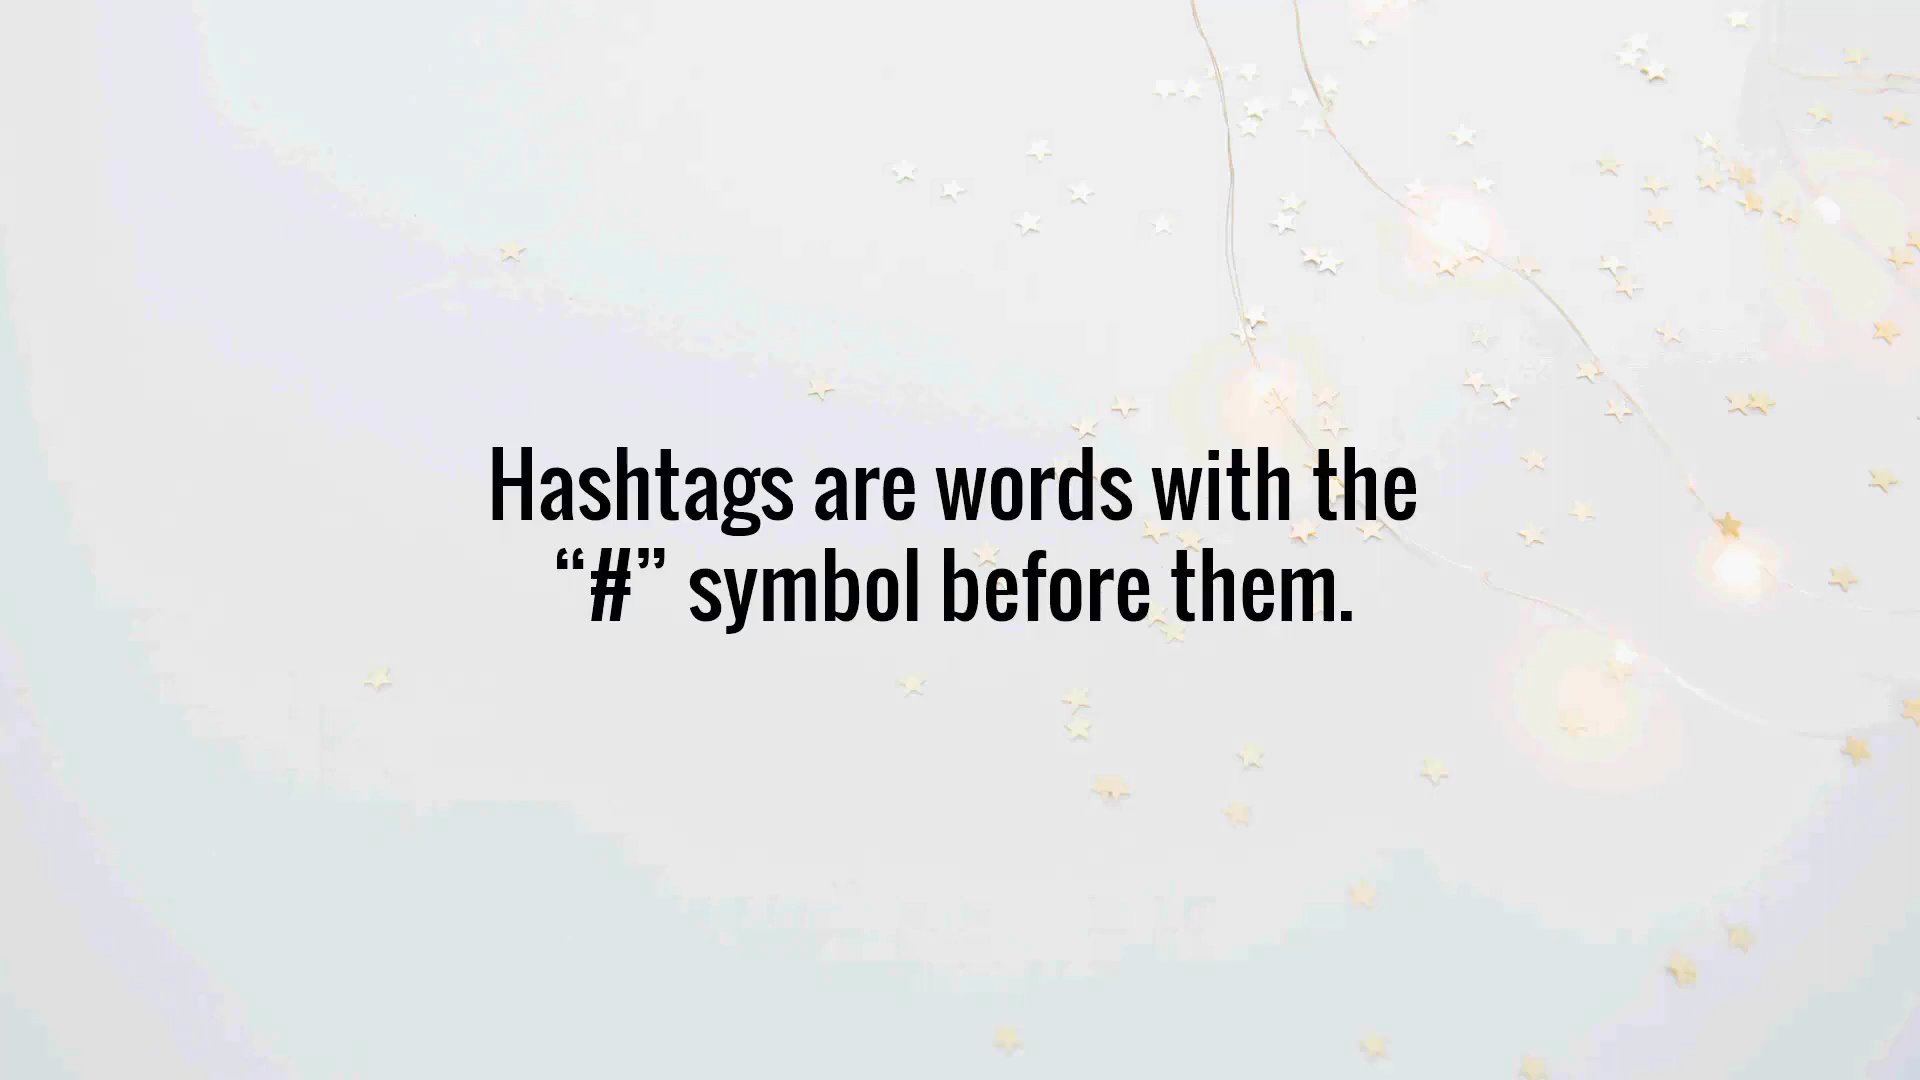 Hashtags are words with the
“#” symbol before them.